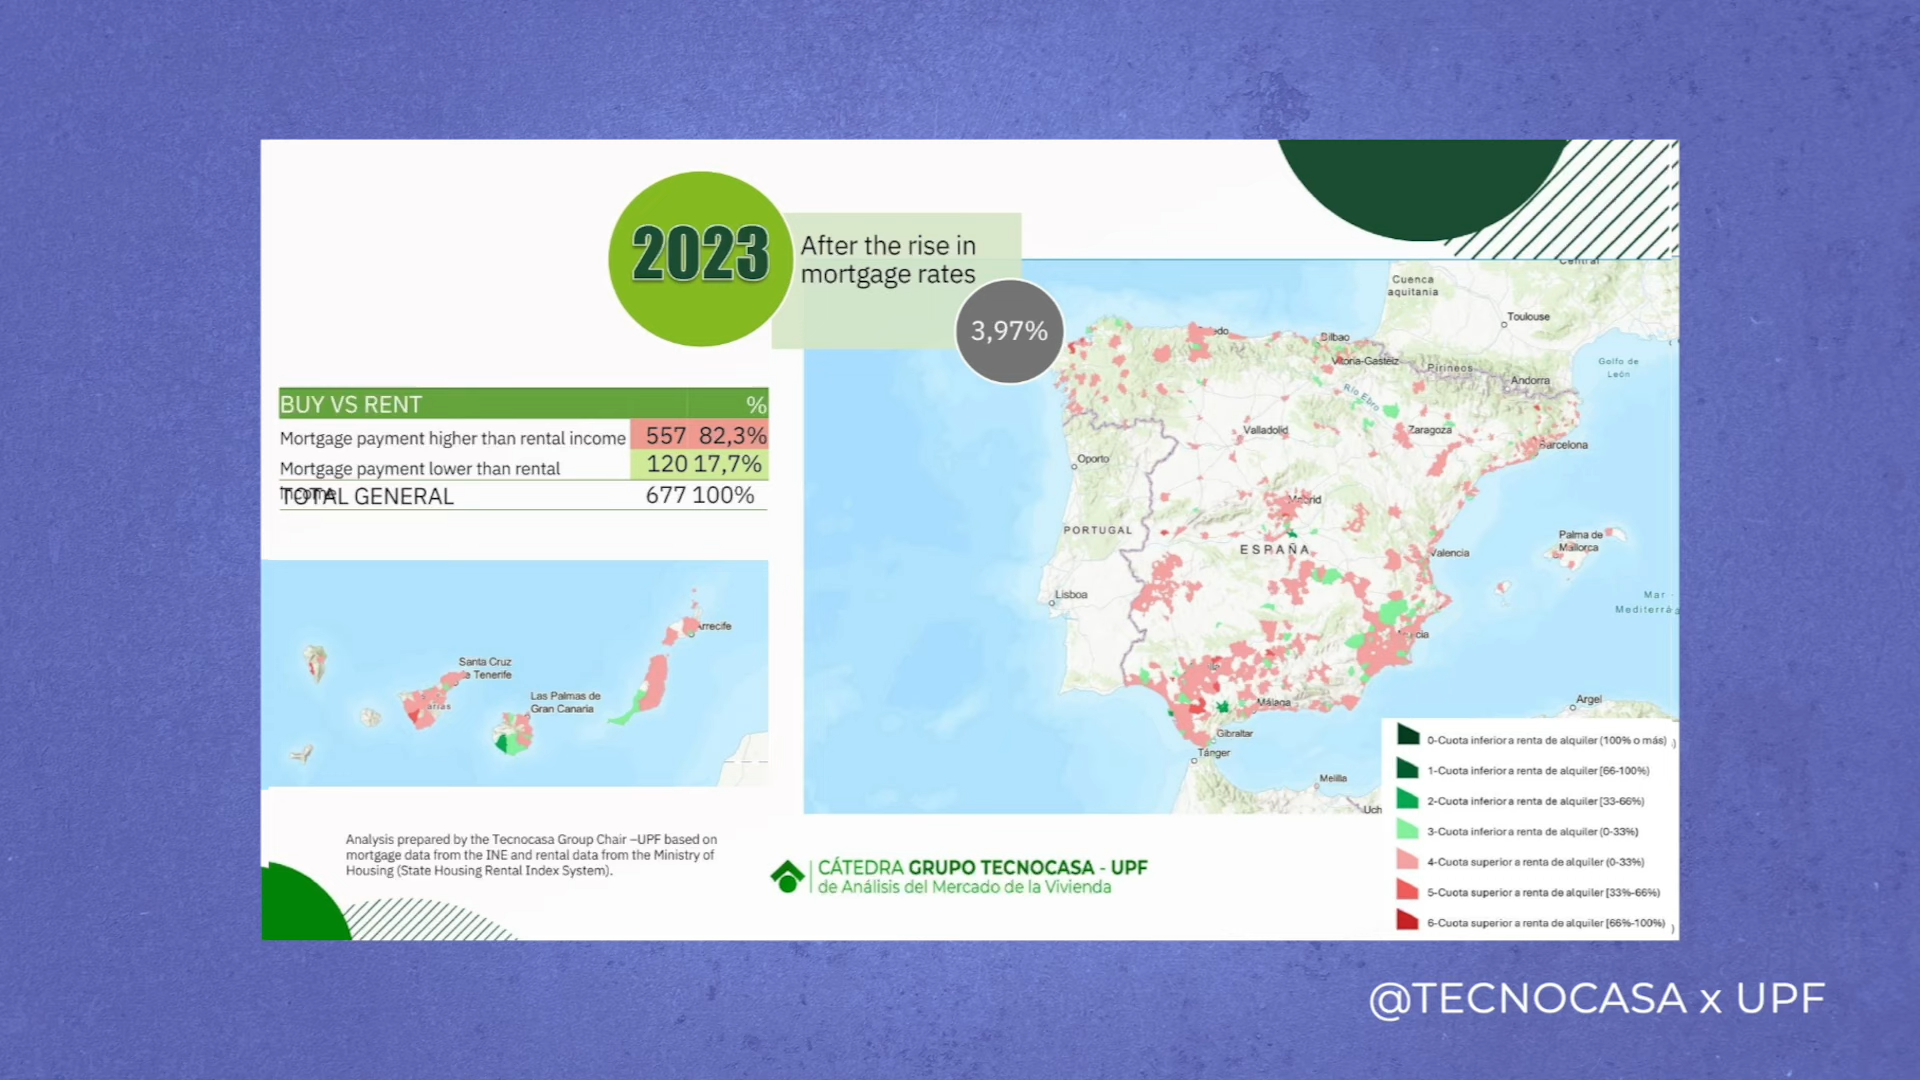 2023
After the rise in
mortgage rates
3,97%
BUY VS RENT %
Mortgage payment higher than rental income 557 82,3%
Mortgage payment lower than rental
income
120 17,7%
TOTAL GENERAL 677 100%
Central
Cuenca
aquitania
Toulouse
Golfo de
León
Bilbao
Vitoria-Gasteiz
Pirineos
Andorra
Río Ebro
Valladolid
Zaragoza
Barcelona
Oporto
Madrid
PORTUGAL
ESPAÑA
Valencia
Palma de
Mallorca
Lisboa
Mar
Mediterrá
Málaga
Gibraltar
Tánger
Argel
Melilla
Uch
Arrecife
Santa Cruz
Tenerife
Las Palmas de
Gran Canaria
0-Cuota inferior a renta de alquiler (100% o más)
1-Cuota inferior a renta de alquiler [66-100%)
2-Cuota inferior a renta de alquiler [33-66%)
3-Cuota inferior a renta de alquiler (0-33%)
4-Cuota superior a renta de alquiler (0-33%)
5-Cuota superior a renta de alquiler [33%-66%)
6-Cuota superior a renta de alquiler [66%-100%)
Analysis prepared by the Tecnocasa Group Chair –UPF based on
mortgage data from the INE and rental data from the Ministry of
Housing (State Housing Rental Index System).
CÁTEDRA GRUPO TECNOCASA - UPF
de Análisis del Mercado de la Vivienda
@TECNOCASA x UPF